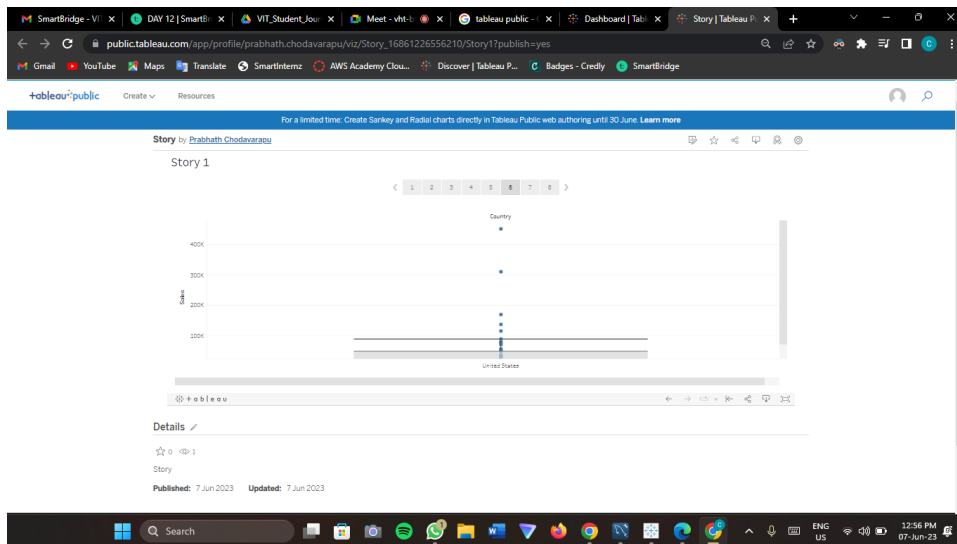 SmartBridge - VIT
DAY 12 | SmartBri
VIT_Student_Jour
Meet - vht-b
tableau public - 
Dashboard | Tabl
Story | Tableau Pu
public.tableau.com/app/profile/prabhath.chodavarapu/viz/Story_16861226556210/Story1?publish=yes
Gmail
YouTube
Maps
Translate
SmartInternz
AWS Academy Clou...
Discover | Tableau P...
Badges - Credly
SmartBridge
+ableau public
Create
Resources
For a limited time: Create Sankey and Radial charts directly in Tableau Public web authoring until 30 June. Learn more
Story by Prabhath Chodavarapu
Story 1
1 2 3 4 5 6 7 8
Country
400K
300K
200K
100K
Sales
United States
+ableau
Details
0 1
Story
Published: 7 Jun 2023 Updated: 7 Jun 2023
Search
ENG
US
12:56 PM
07-Jun-23